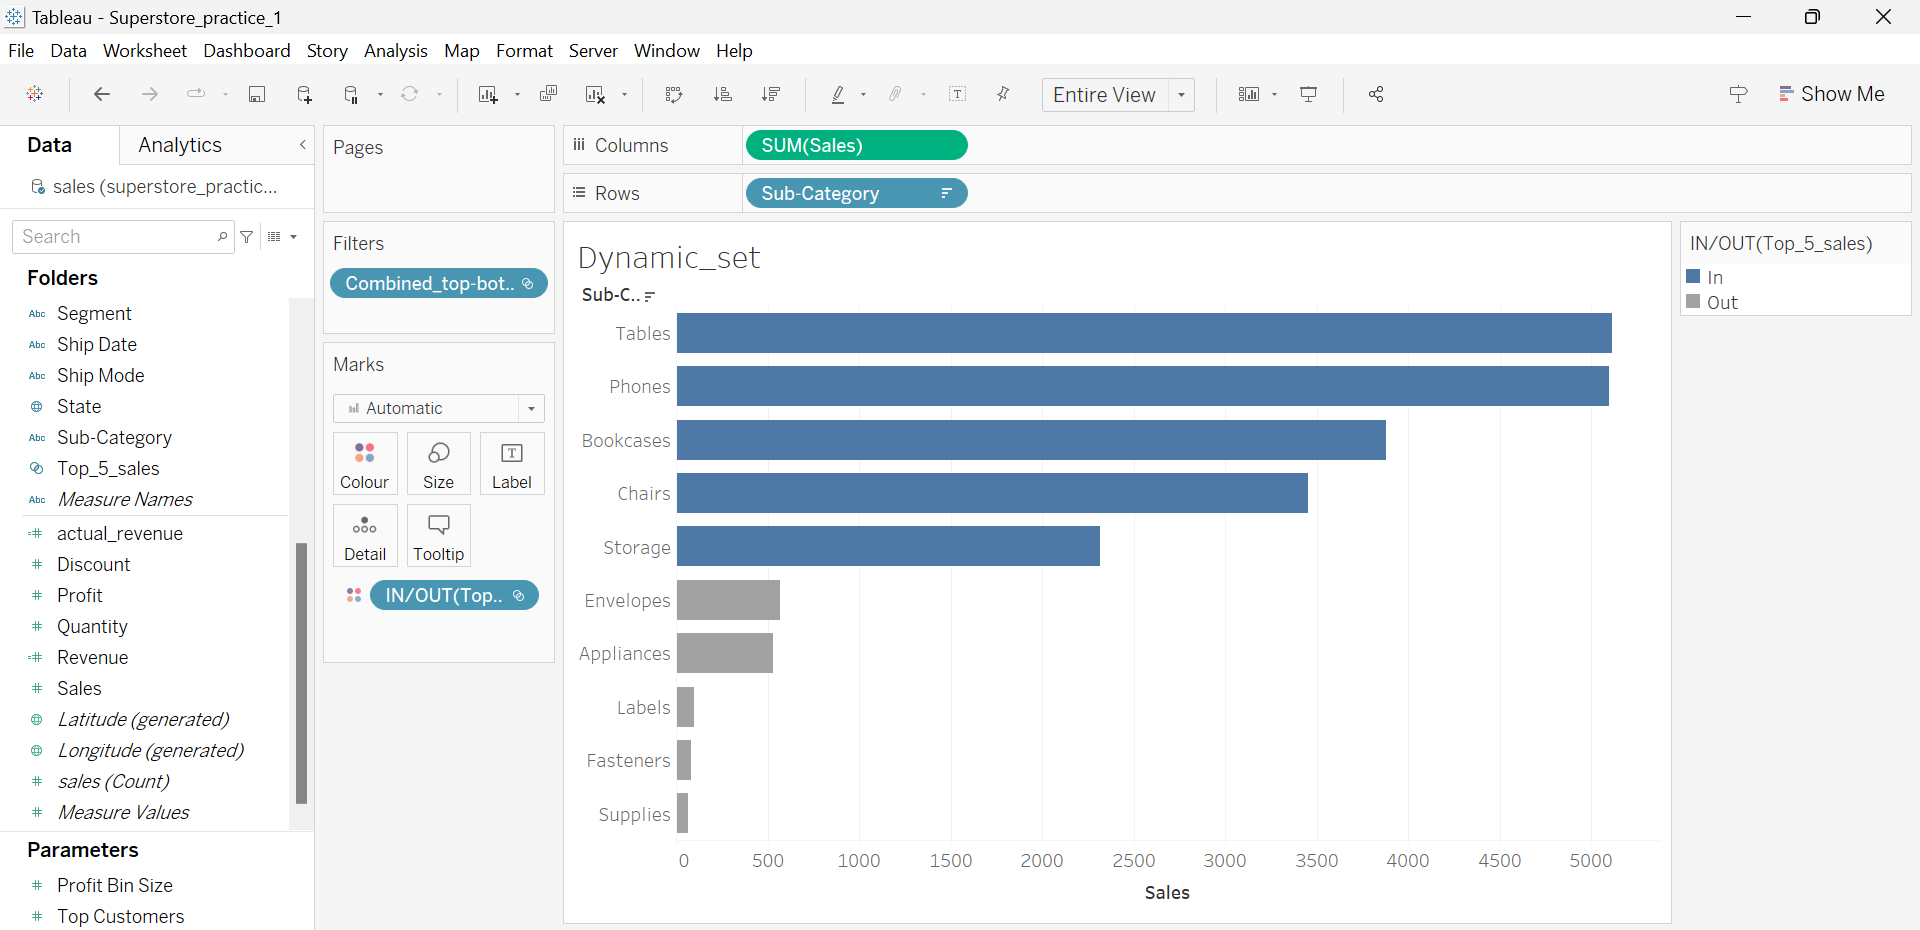 Tableau - Superstore_practice_1
File Data Worksheet Dashboard Story Analysis Map Format Server Window Help
Entire View
Show Me
Data Analytics
sales (superstore_practic...
Search
Folders
Abc Segment
Abc Ship Date
Abc Ship Mode
State
Abc Sub-Category
Top_5_sales
Abc Measure Names
=# actual_revenue
# Discount
# Profit
# Quantity
=# Revenue
# Sales
Latitude (generated)
Longitude (generated)
# sales (Count)
# Measure Values
Parameters
# Profit Bin Size
# Top Customers
Pages
Filters
Combined_top-bot..
Marks
Automatic
Colour Size Label
Detail Tooltip
IN/OUT(Top..
Columns SUM(Sales)
Rows Sub-Category
Dynamic_set
Sub-C..
Tables
Phones
Bookcases
Chairs
Storage
Envelopes
Appliances
Labels
Fasteners
Supplies
0 500 1000 1500 2000 2500 3000 3500 4000 4500 5000
Sales
IN/OUT(Top_5_sales)
In
Out